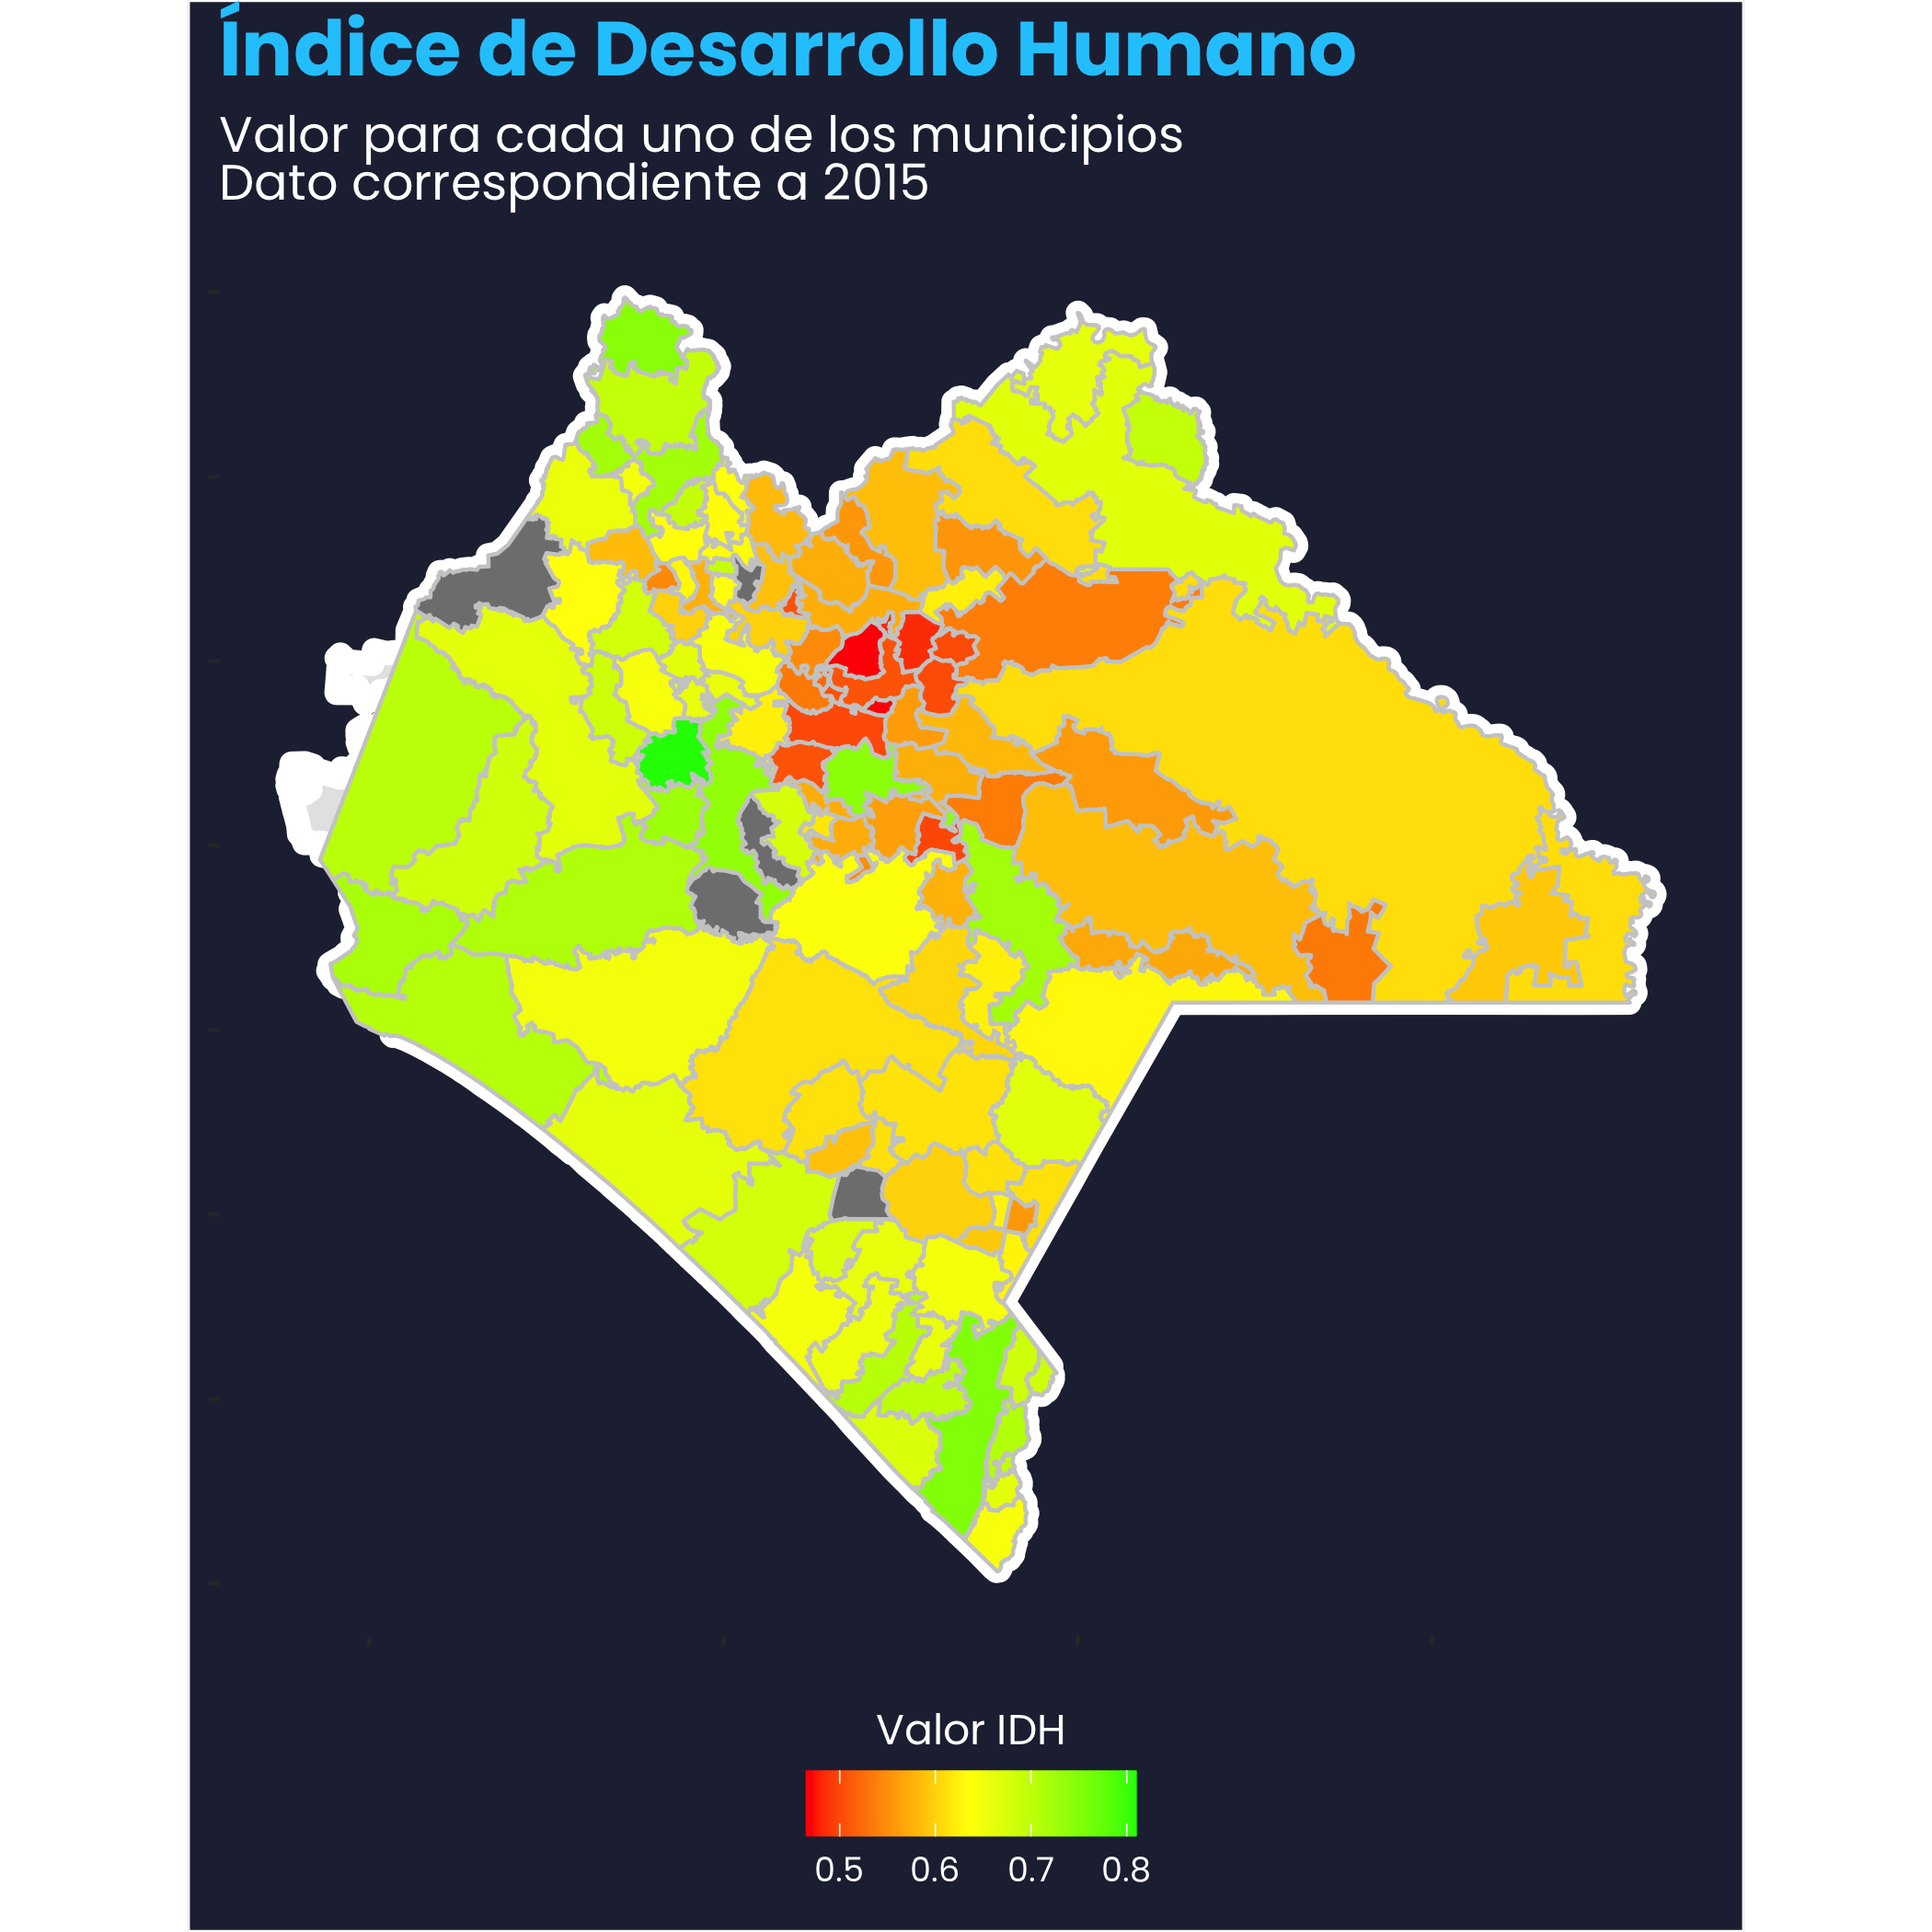 Índice de Desarrollo Humano
Valor para cada uno de los municipios
Dato correspondiente a 2015
Valor IDH
0.5 0.6 0.7 0.8